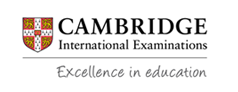 CAMBRIDGE
International Examinations
Excellence in education